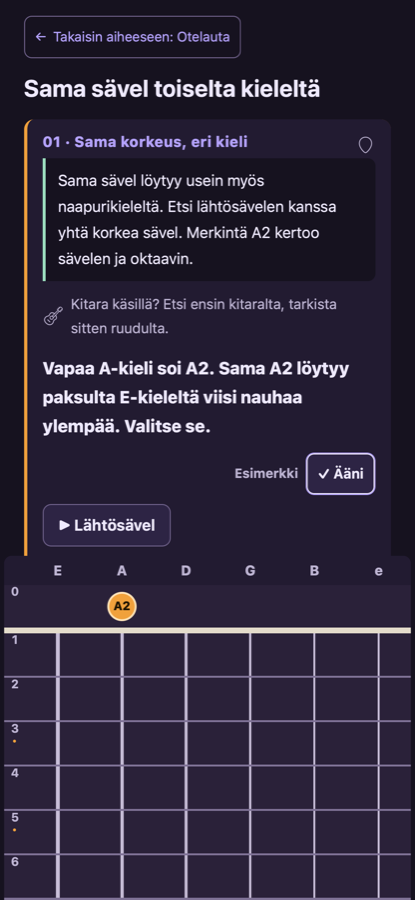 ← Takaisin aiheeseen: Otelauta
Sama sävel toiselta kieleltä
01 · Sama korkeus, eri kieli
Sama sävel löytyy usein myös
naapurikieleltä. Etsi lähtösävelen kanssa
yhtä korkea sävel. Merkintä A2 kertoo
sävelen ja oktaavin.
Kitara käsillä? Etsi ensin kitaralta, tarkista
sitten ruudulta.
Vapaa A-kieli soi A2. Sama A2 löytyy
paksulta E-kieleltä viisi nauhaa
ylempää. Valitse se.
Esimerkki ✓ Ääni
▶ Lähtösävel
E A D G B e
0
A2
1
2
3
4
5
6